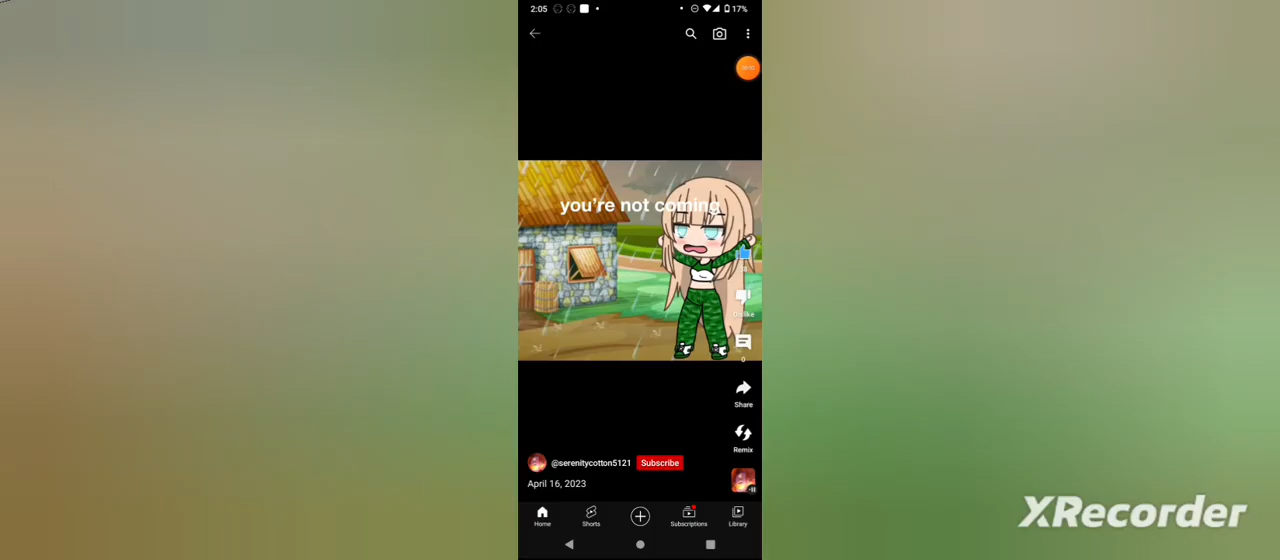 2:05
17%
you're not coming
Dislike
0
Share
Remix
@serenitycotton5121 Subscribe
April 16, 2023
Home Shorts Subscriptions Library
XRecorder